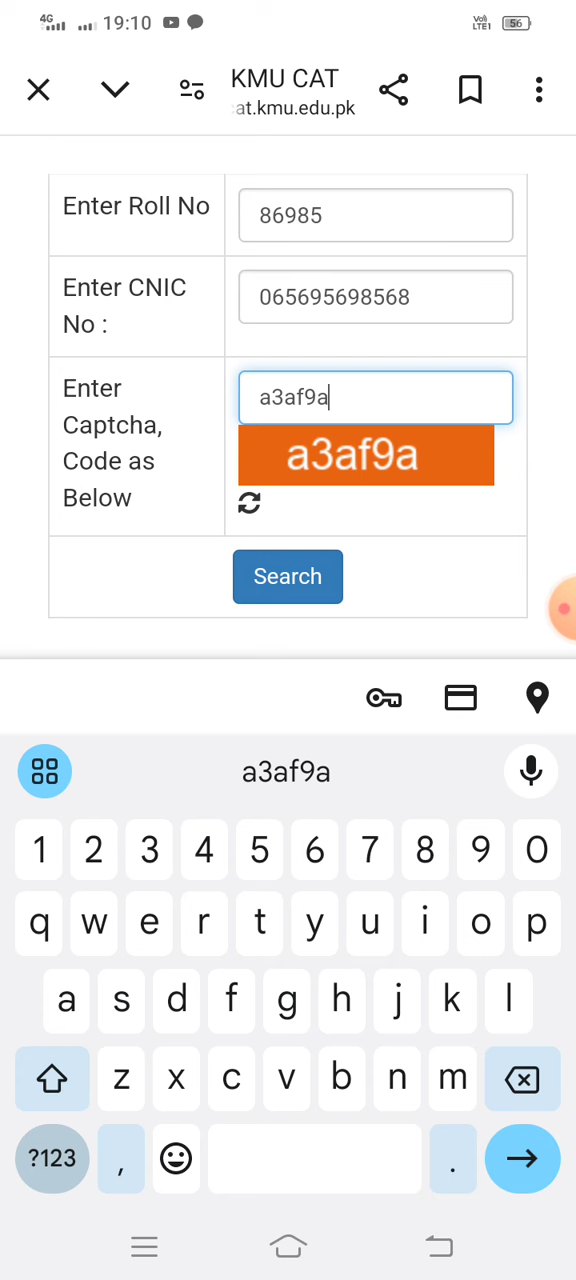 4G 19:10 Vo) LTE1 56
KMU CAT
at.kmu.edu.pk
Enter Roll No 86985
Enter CNIC
No : 065695698568
Enter
Captcha,
Code as
Below
a3af9a
a3af9a
Search
a3af9a
1 2 3 4 5 6 7 8 9 0
q w e r t y u i o p
a s d f g h j k l
z x c v b n m
?123 , .